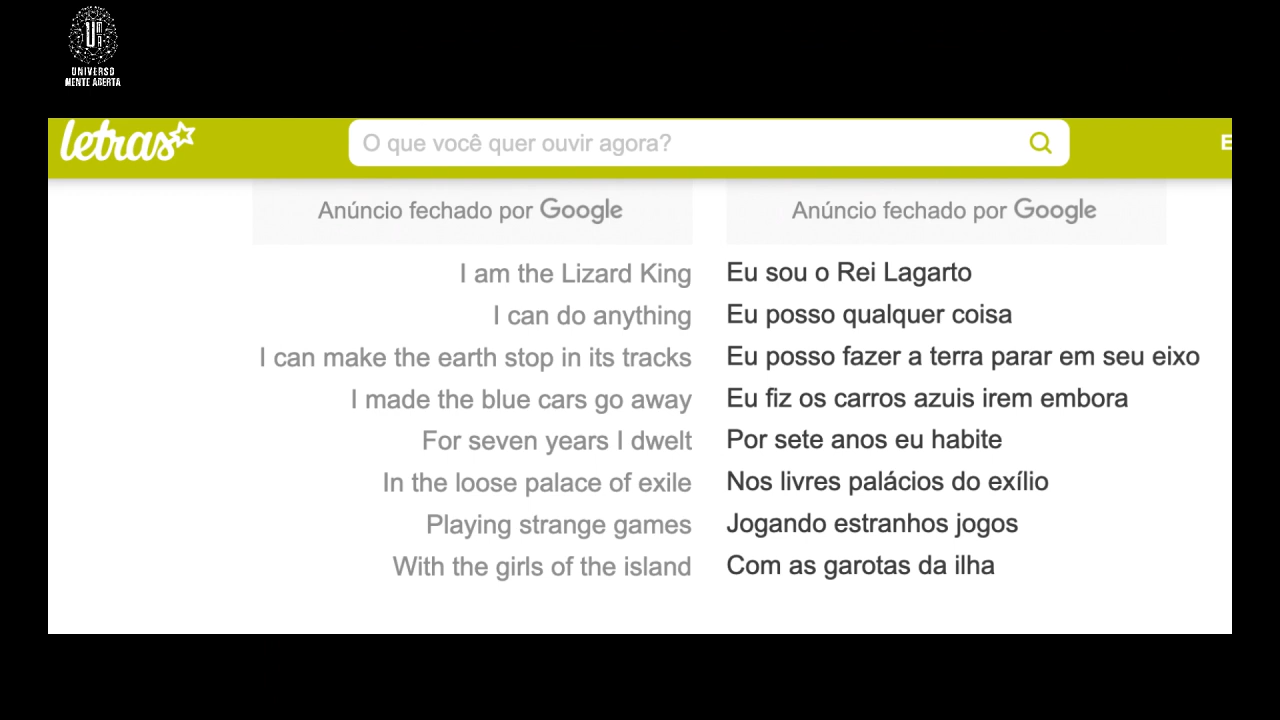 UM
A
UNIVERSO
MENTE ABERTA
letras
O que você quer ouvir agora?
E
Anúncio fechado por Google
Anúncio fechado por Google
I am the Lizard King
I can do anything
I can make the earth stop in its tracks
I made the blue cars go away
For seven years I dwelt
In the loose palace of exile
Playing strange games
With the girls of the island
Eu sou o Rei Lagarto
Eu posso qualquer coisa
Eu posso fazer a terra parar em seu eixo
Eu fiz os carros azuis irem embora
Por sete anos eu habite
Nos livres palácios do exílio
Jogando estranhos jogos
Com as garotas da ilha